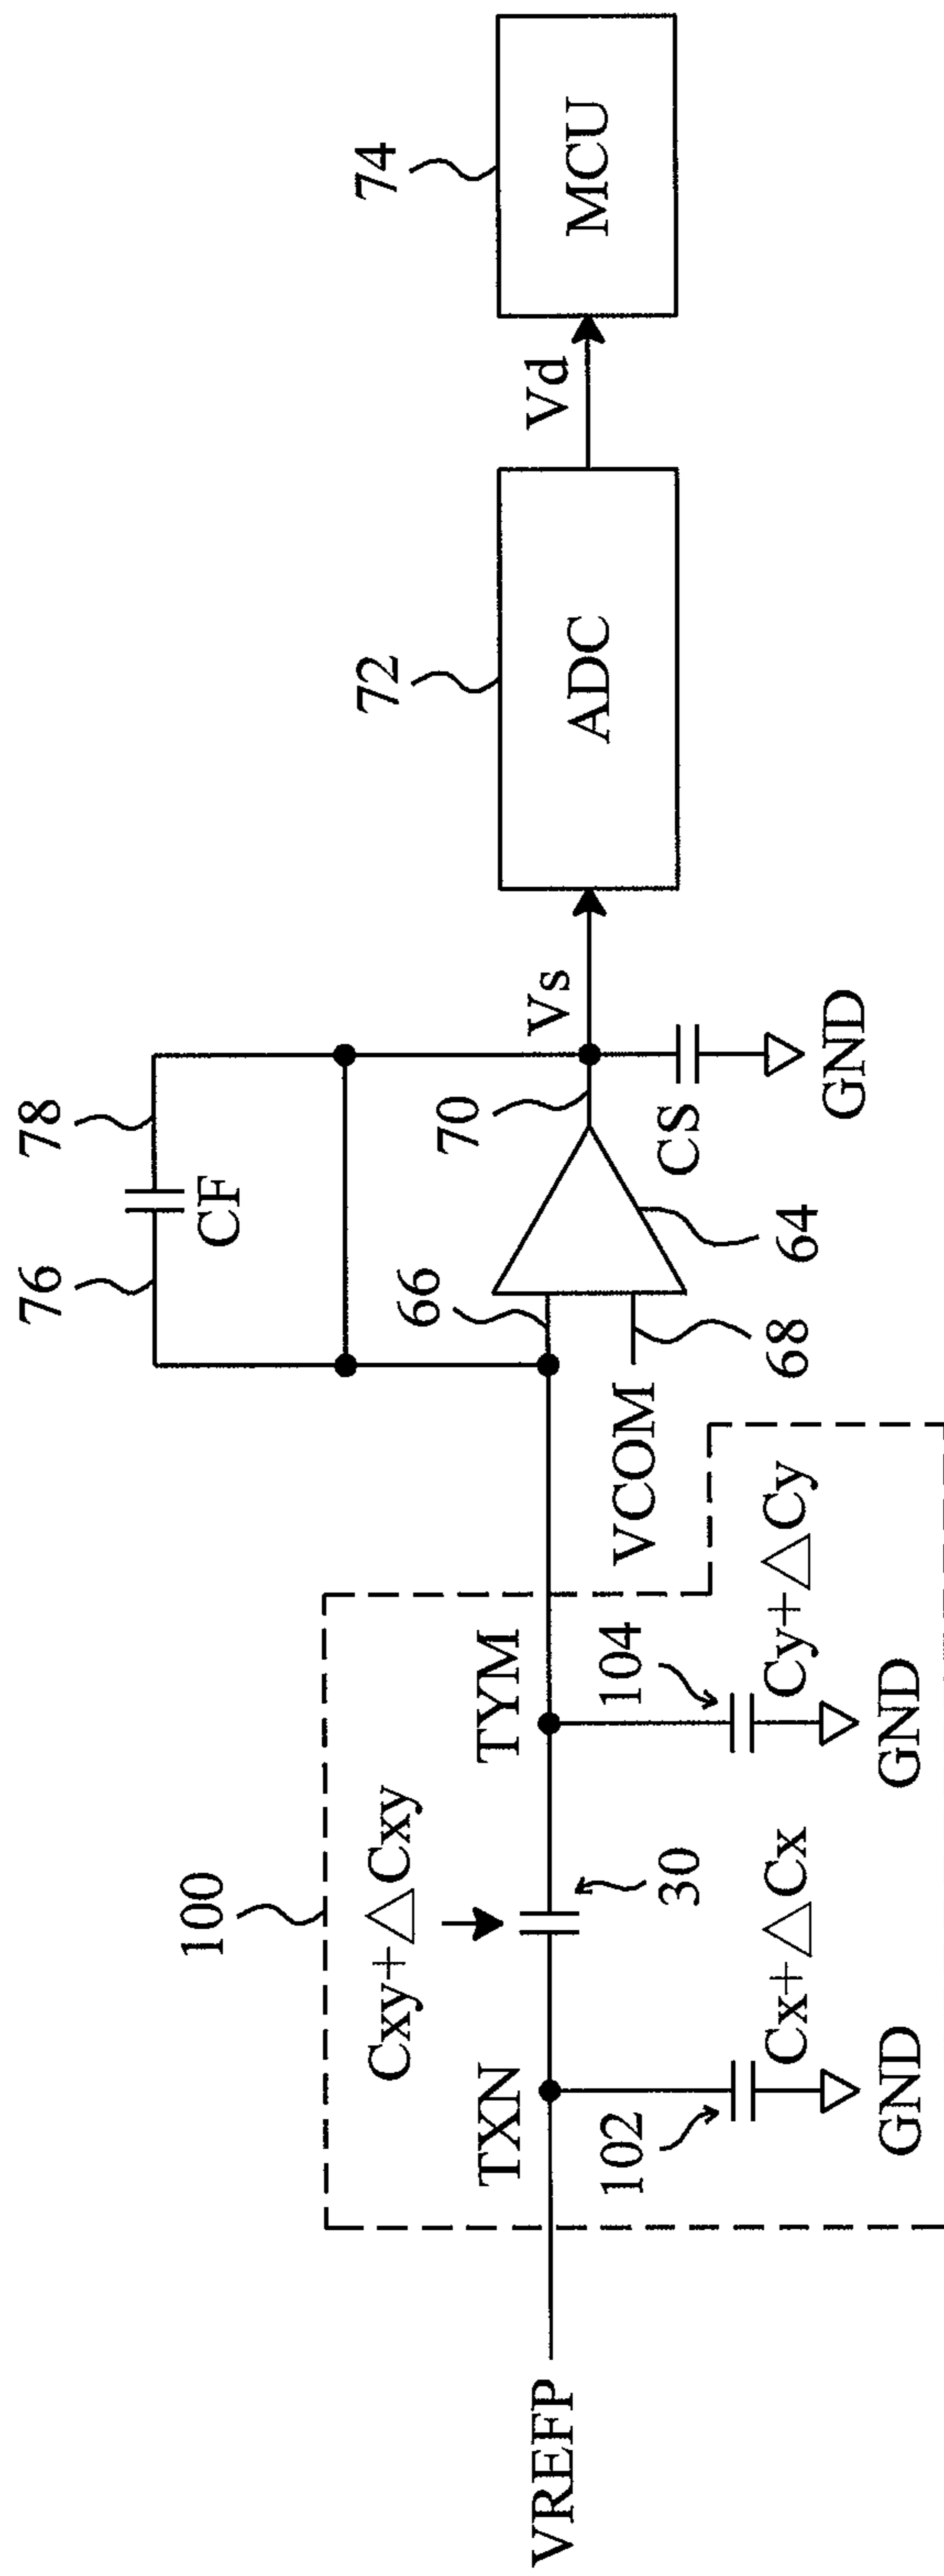 100
Cxy+△Cxy
76
78
CF
72
74
VREFP
TXN
TYM
66
70
Vs
ADC
Vd
MCU
102
30
104
VCOM
68
64
CS
Cx+△Cx
Cy+△Cy
GND
GND
GND